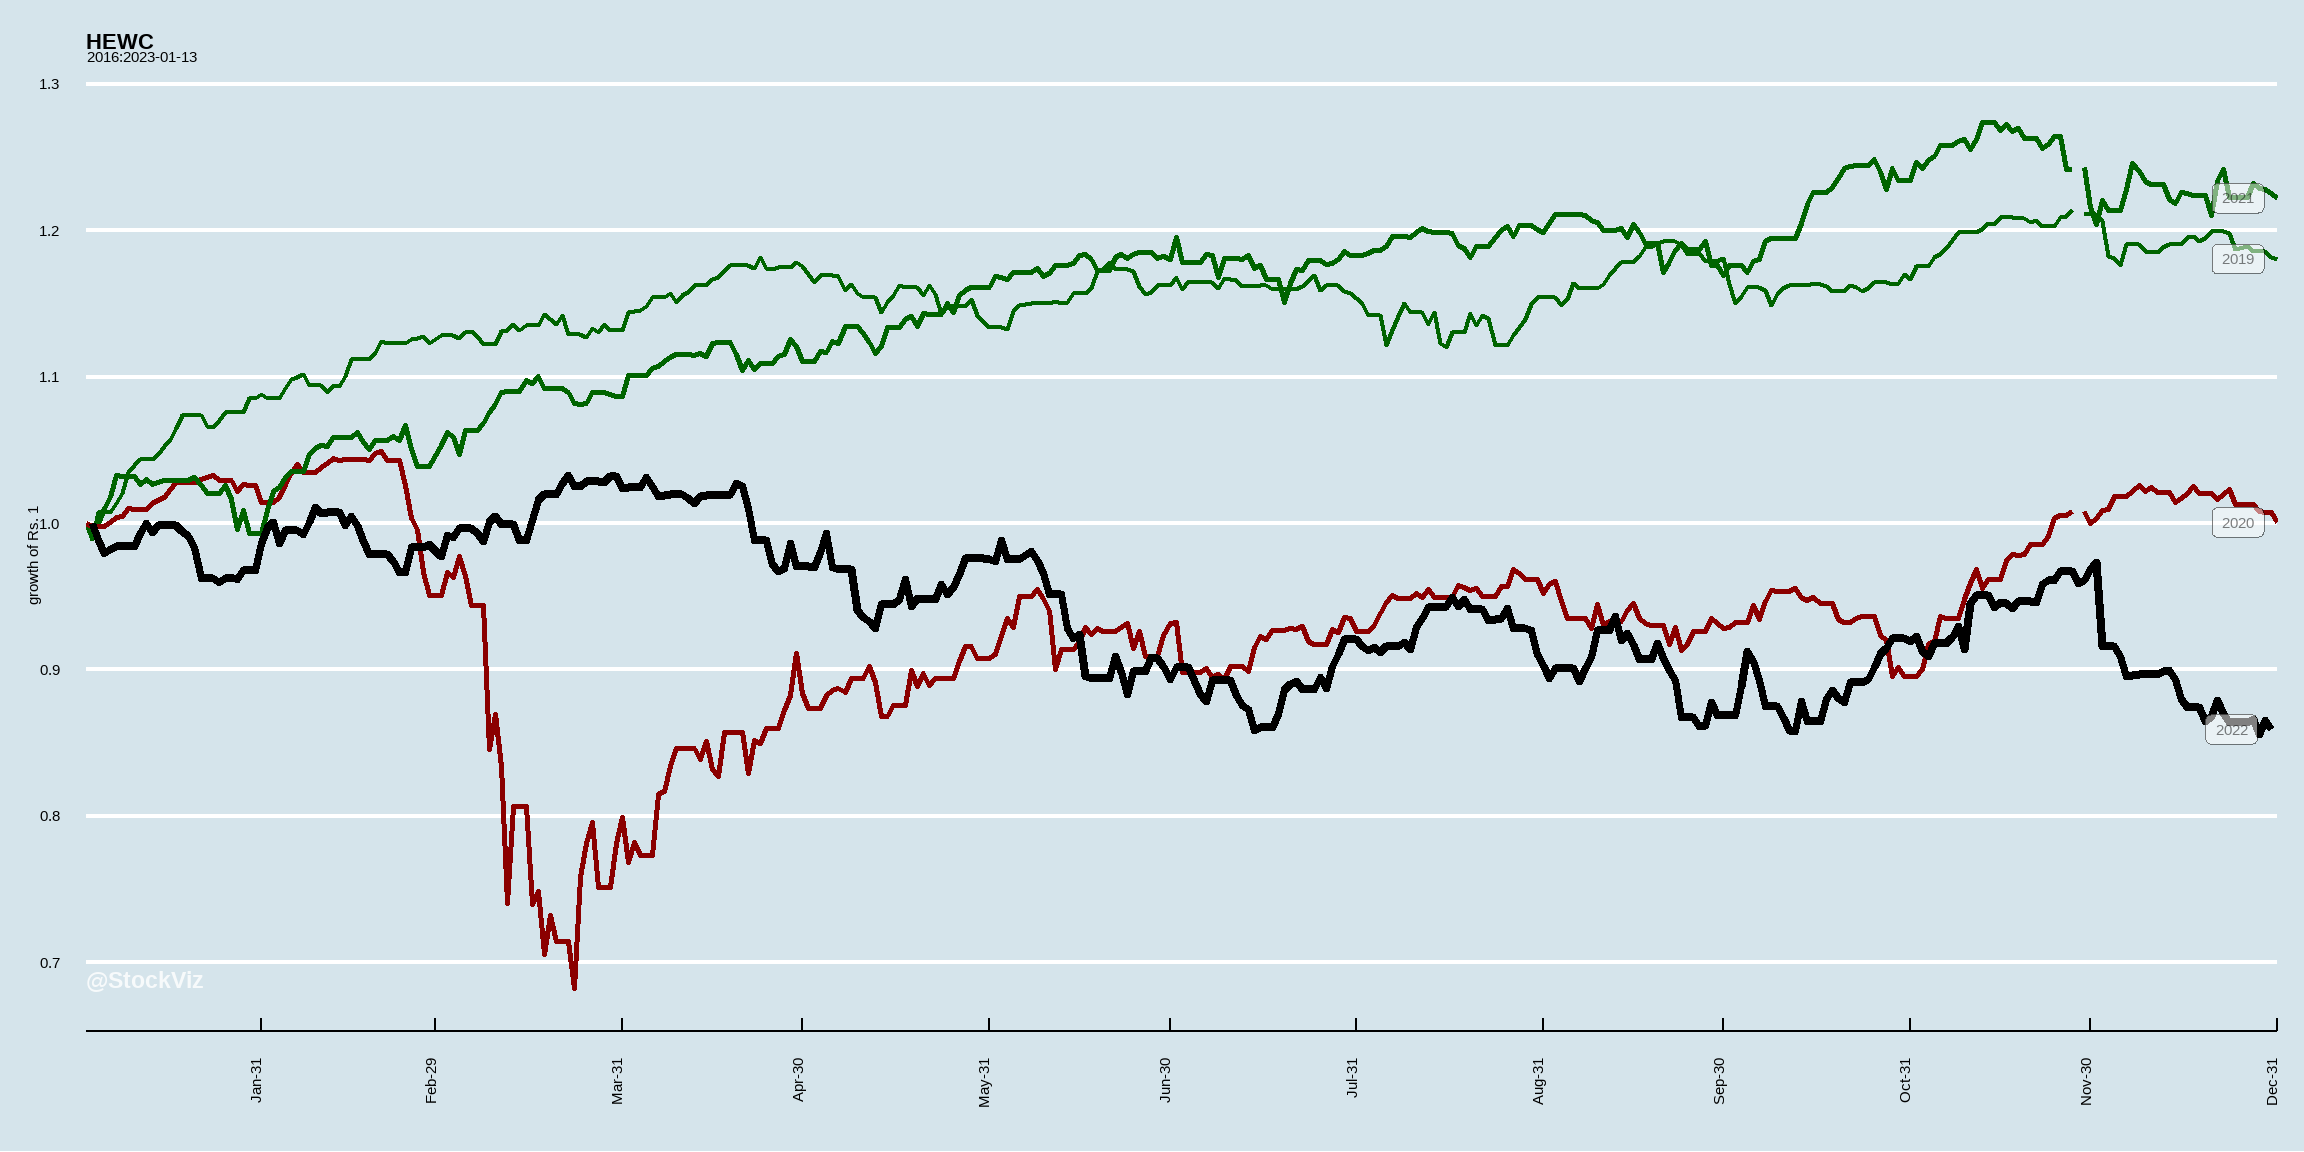 HEWC
2016:2023-01-13
1.3
1.2
1.1
1.0
0.9
0.8
0.7
growth of Rs. 1
2021
2019
2020
2022
@StockViz
Jan-31
Feb-29
Mar-31
Apr-30
May-31
Jun-30
Jul-31
Aug-31
Sep-30
Oct-31
Nov-30
Dec-31